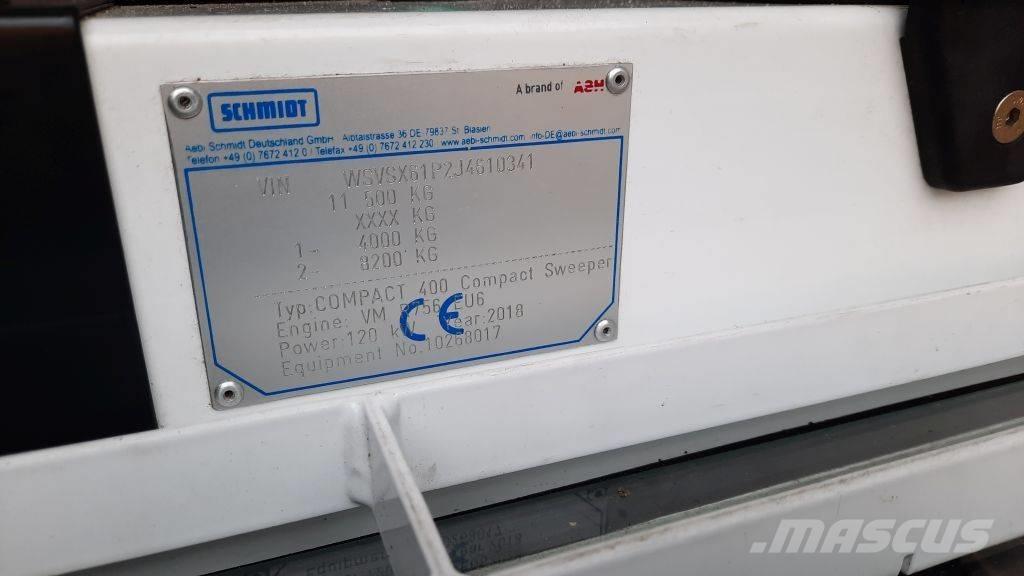 SCHMIDT
A brand of ASH
Aebi Schmidt Deutschland GmbH Albtalstrasse 36 DE-79837 St. Blasien
Telefon +49 (0) 7672 412 0 / Telefax +49 (0) 7672 412 230 www.aebi-schmidt.com info-DE@aebi-schmidt.com
VIN WSVSX61P2J4610341
11 500 KG
XXXX KG
1- 4000 KG
2- 8200 KG
Typ:COMPACT 400 Compact Sweeper
Engine: VM EU6
Power:120 Year:2018
Equipment No.10268017
CE
MASCUS